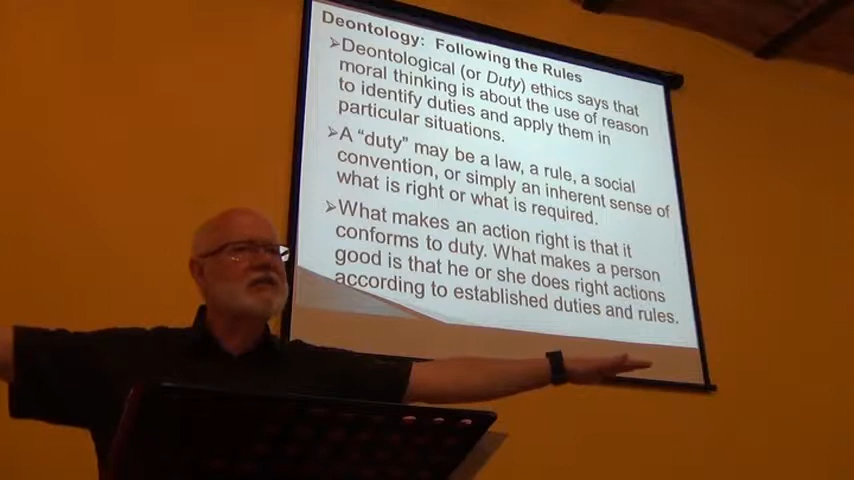 Deontology: Following the Rules
➢Deontological (or Duty) ethics says that
moral thinking is about the use of reason
to identify duties and apply them in
particular situations.
➢A “duty” may be a law, a rule, a social
convention, or simply an inherent sense of
what is right or what is required.
➢What makes an action right is that it
conforms to duty. What makes a person
good is that he or she does right actions
according to established duties and rules.